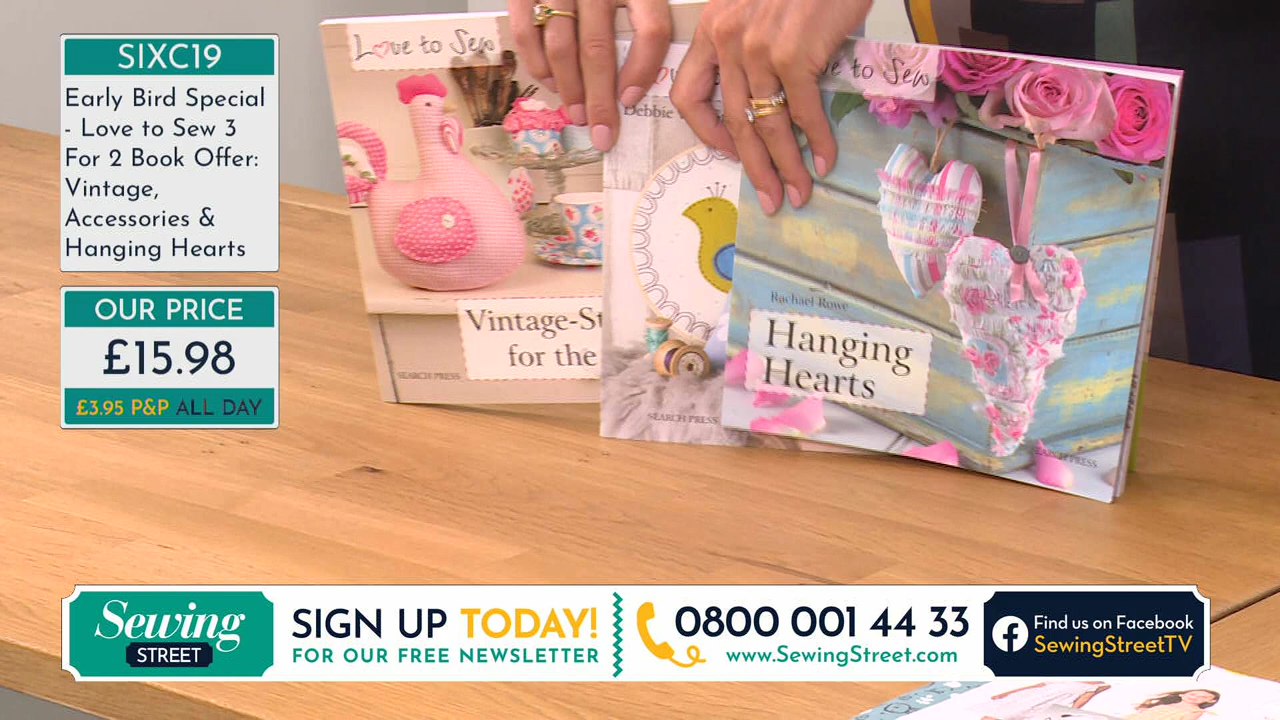 SIXC19
Early Bird Special
- Love to Sew 3
For 2 Book Offer:
Vintage,
Accessories &
Hanging Hearts
OUR PRICE
£15.98
£3.95 P&P ALL DAY
Love to Sew
Vintage-St
for the
SEARCH PRESS
Debbie
SEARCH PRESS
e to Sew
Rachael Rowe
Hanging
Hearts
SEARCH PRESS
Sewing
STREET
SIGN UP TODAY!
FOR OUR FREE NEWSLETTER
0800 001 44 33
www.SewingStreet.com
Find us on Facebook
SewingStreetTV